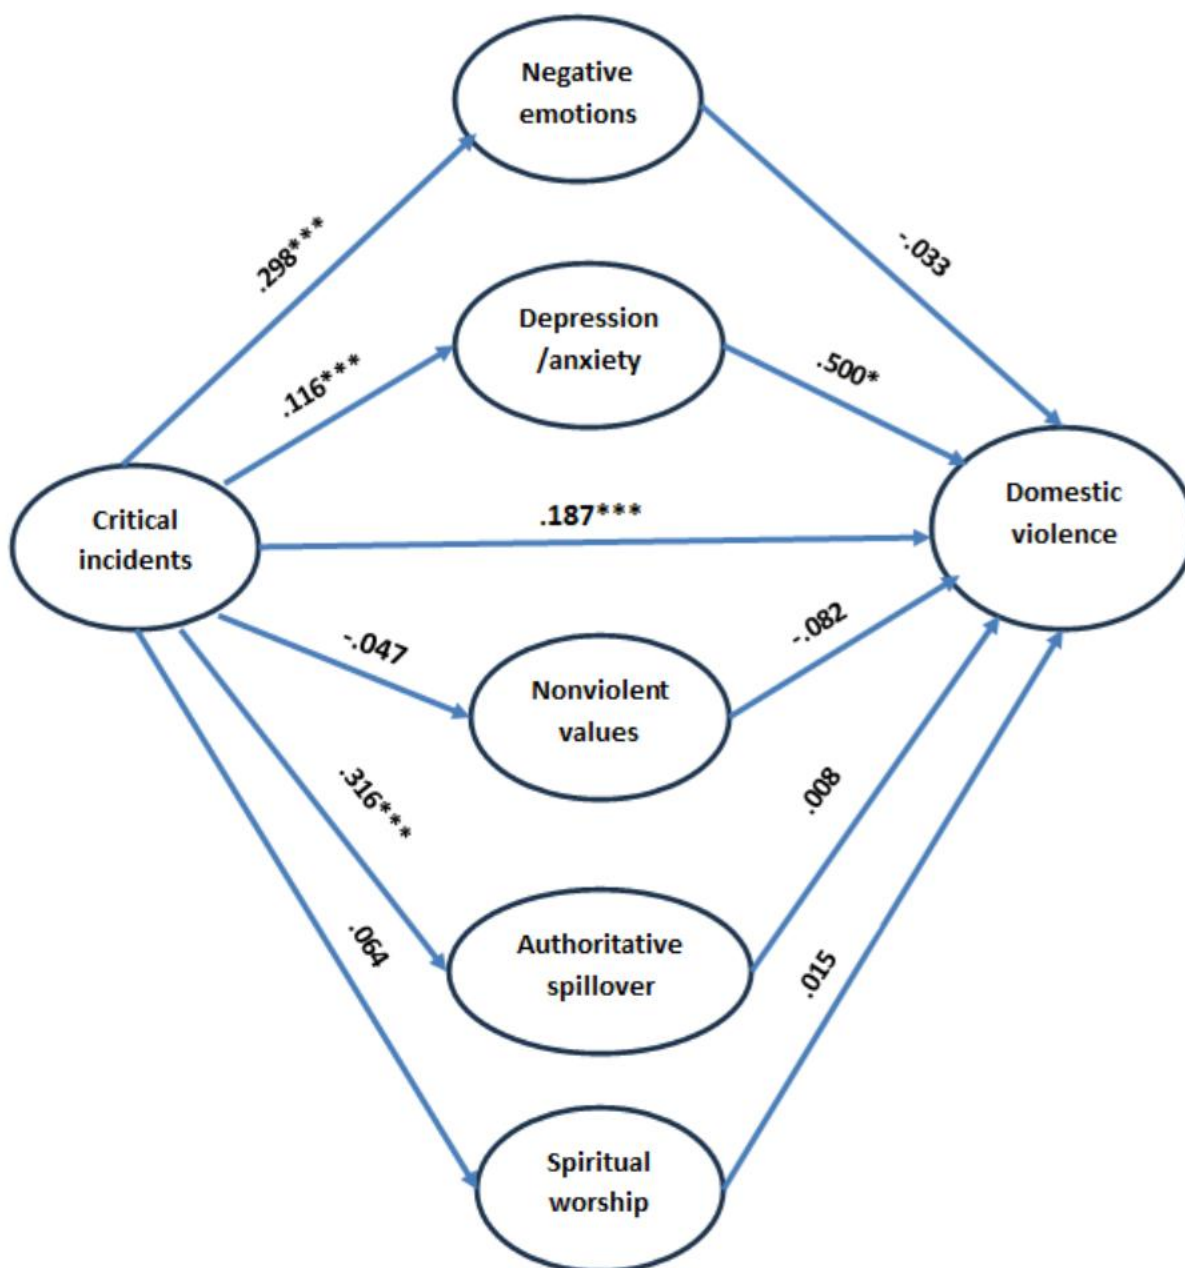 Negative
emotions
.298***
-.033
Depression
/anxiety
.116***
.500*
Critical
incidents
.187***
Domestic
violence
-.047
-.082
Nonviolent
values
.316***
.008
Authoritative
spillover
.064
.015
Spiritual
worship